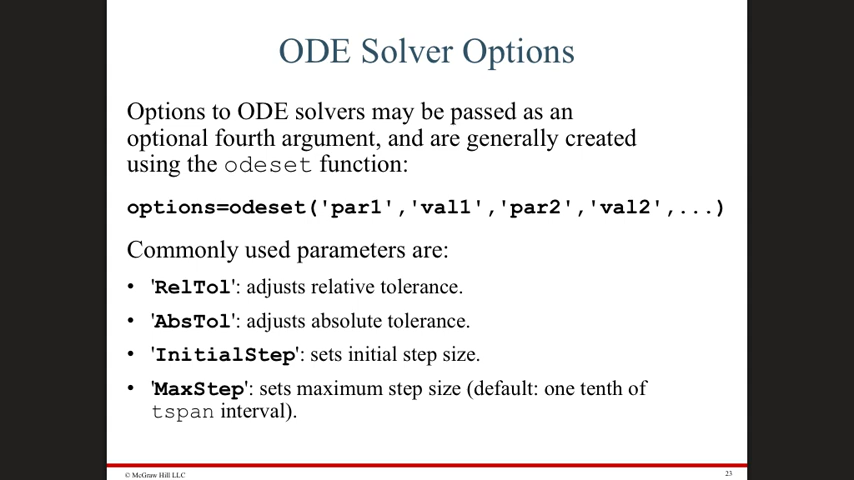 ODE Solver Options
Options to ODE solvers may be passed as an
optional fourth argument, and are generally created
using the odeset function:
options=odeset('par1','val1','par2','val2',...)
Commonly used parameters are:
• 'RelTol': adjusts relative tolerance.
• 'AbsTol': adjusts absolute tolerance.
• 'InitialStep': sets initial step size.
• 'MaxStep': sets maximum step size (default: one tenth of
tspan interval).
© McGraw Hill LLC
23